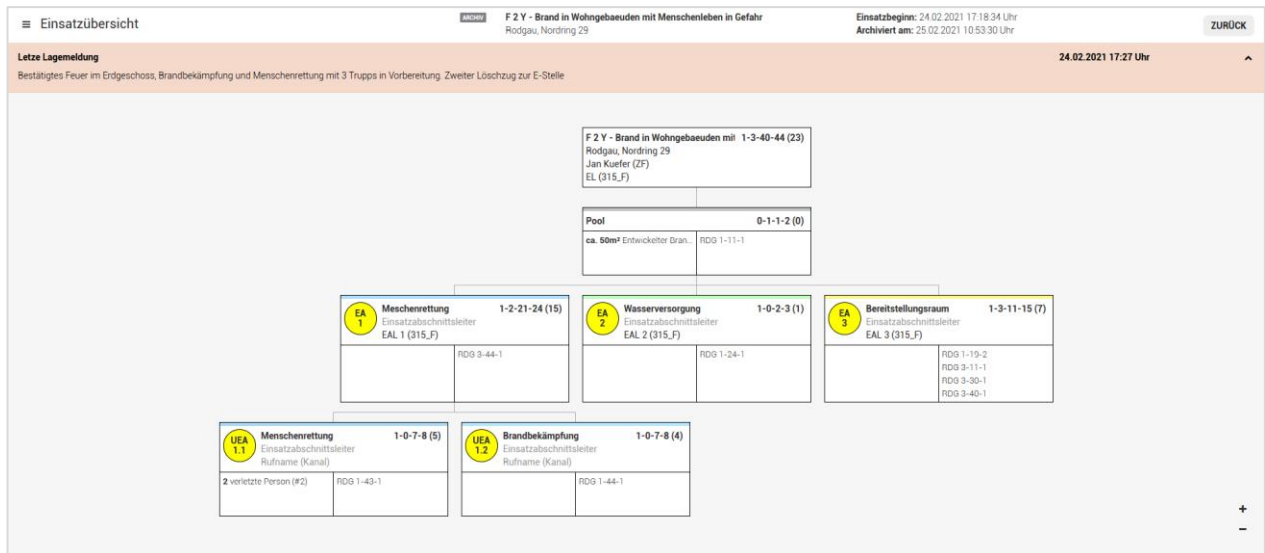 ≡ Einsatzübersicht
ARCHIV
F 2 Y - Brand in Wohngebaeuden mit Menschenleben in Gefahr
Rodgau, Nordring 29
Einsatzbeginn: 24.02.2021 17:18:34 Uhr
Archiviert am: 25.02.2021 10:53:30 Uhr
ZURÜCK
Letze Lagemeldung
24.02.2021 17:27 Uhr
Bestätigtes Feuer im Erdgeschoss, Brandbekämpfung und Menschenrettung mit 3 Trupps in Vorbereitung. Zweiter Löschzug zur E-Stelle
F 2 Y - Brand in Wohngebaeuden mit 1-3-40-44 (23)
Rodgau, Nordring 29
Jan Kuefer (ZF)
EL (315_F)
Pool 0-1-1-2 (0)
ca. 50m² Entwickelter Bran...
RDG 1-11-1
EA 1
Meschenrettung 1-2-21-24 (15)
Einsatzabschnittsleiter
EAL 1 (315_F)
RDG 3-44-1
EA 2
Wasserversorgung 1-0-2-3 (1)
Einsatzabschnittsleiter
EAL 2 (315_F)
RDG 1-24-1
EA 3
Bereitstellungsraum 1-3-11-15 (7)
Einsatzabschnittsleiter
EAL 3 (315_F)
RDG 1-19-2
RDG 3-11-1
RDG 3-30-1
RDG 3-40-1
UEA 1.1
Menschenrettung 1-0-7-8 (5)
Einsatzabschnittsleiter
Rufname (Kanal)
2 verletzte Person (#2)
RDG 1-43-1
UEA 1.2
Brandbekämpfung 1-0-7-8 (4)
Einsatzabschnittsleiter
Rufname (Kanal)
RDG 1-44-1
+
−